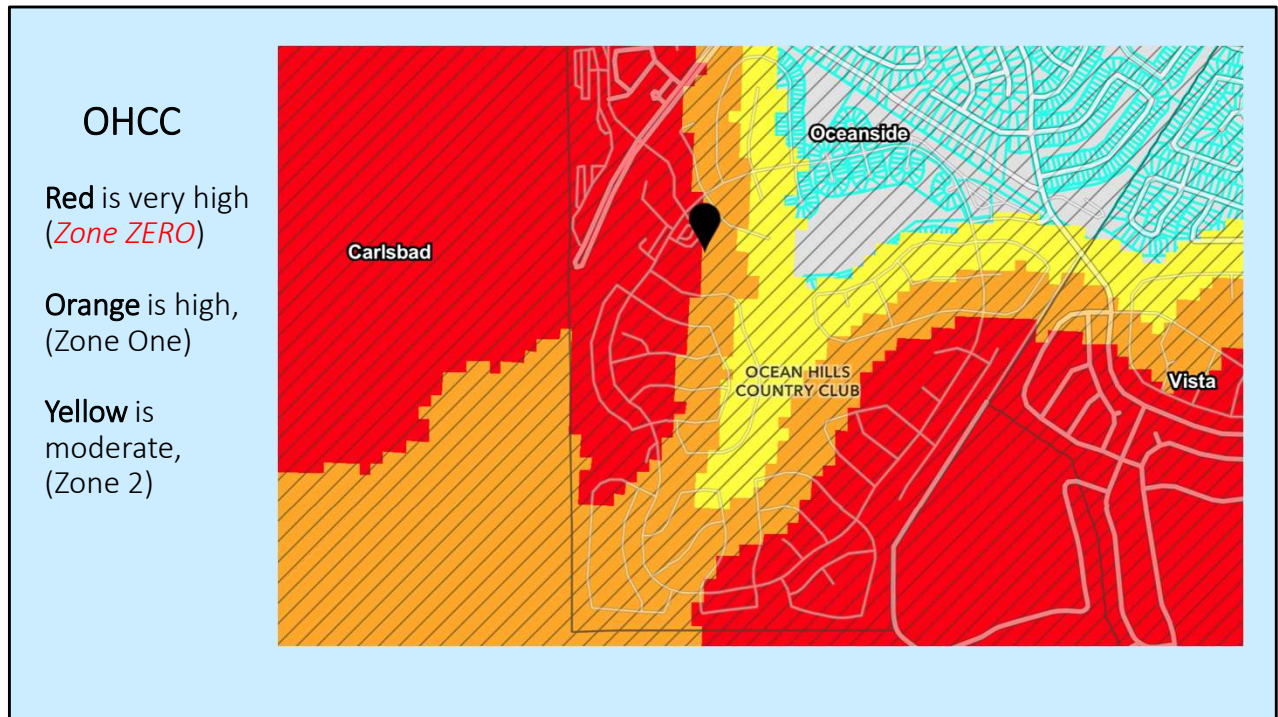 OHCC
Red is very high
(Zone ZERO)
Orange is high,
(Zone One)
Yellow is
moderate,
(Zone 2)
Oceanside
Carlsbad
OCEAN HILLS
COUNTRY CLUB
Vista